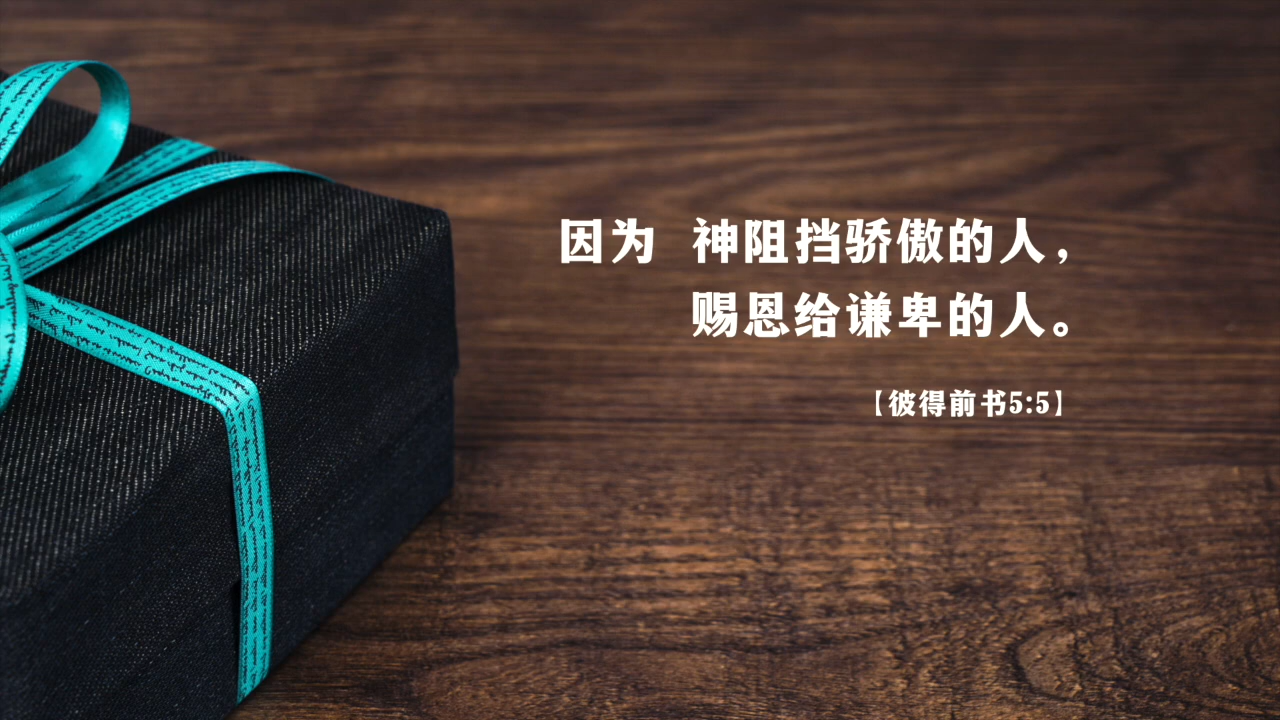 因为 神阻挡骄傲的人，
赐恩给谦卑的人。
【彼得前书5:5】